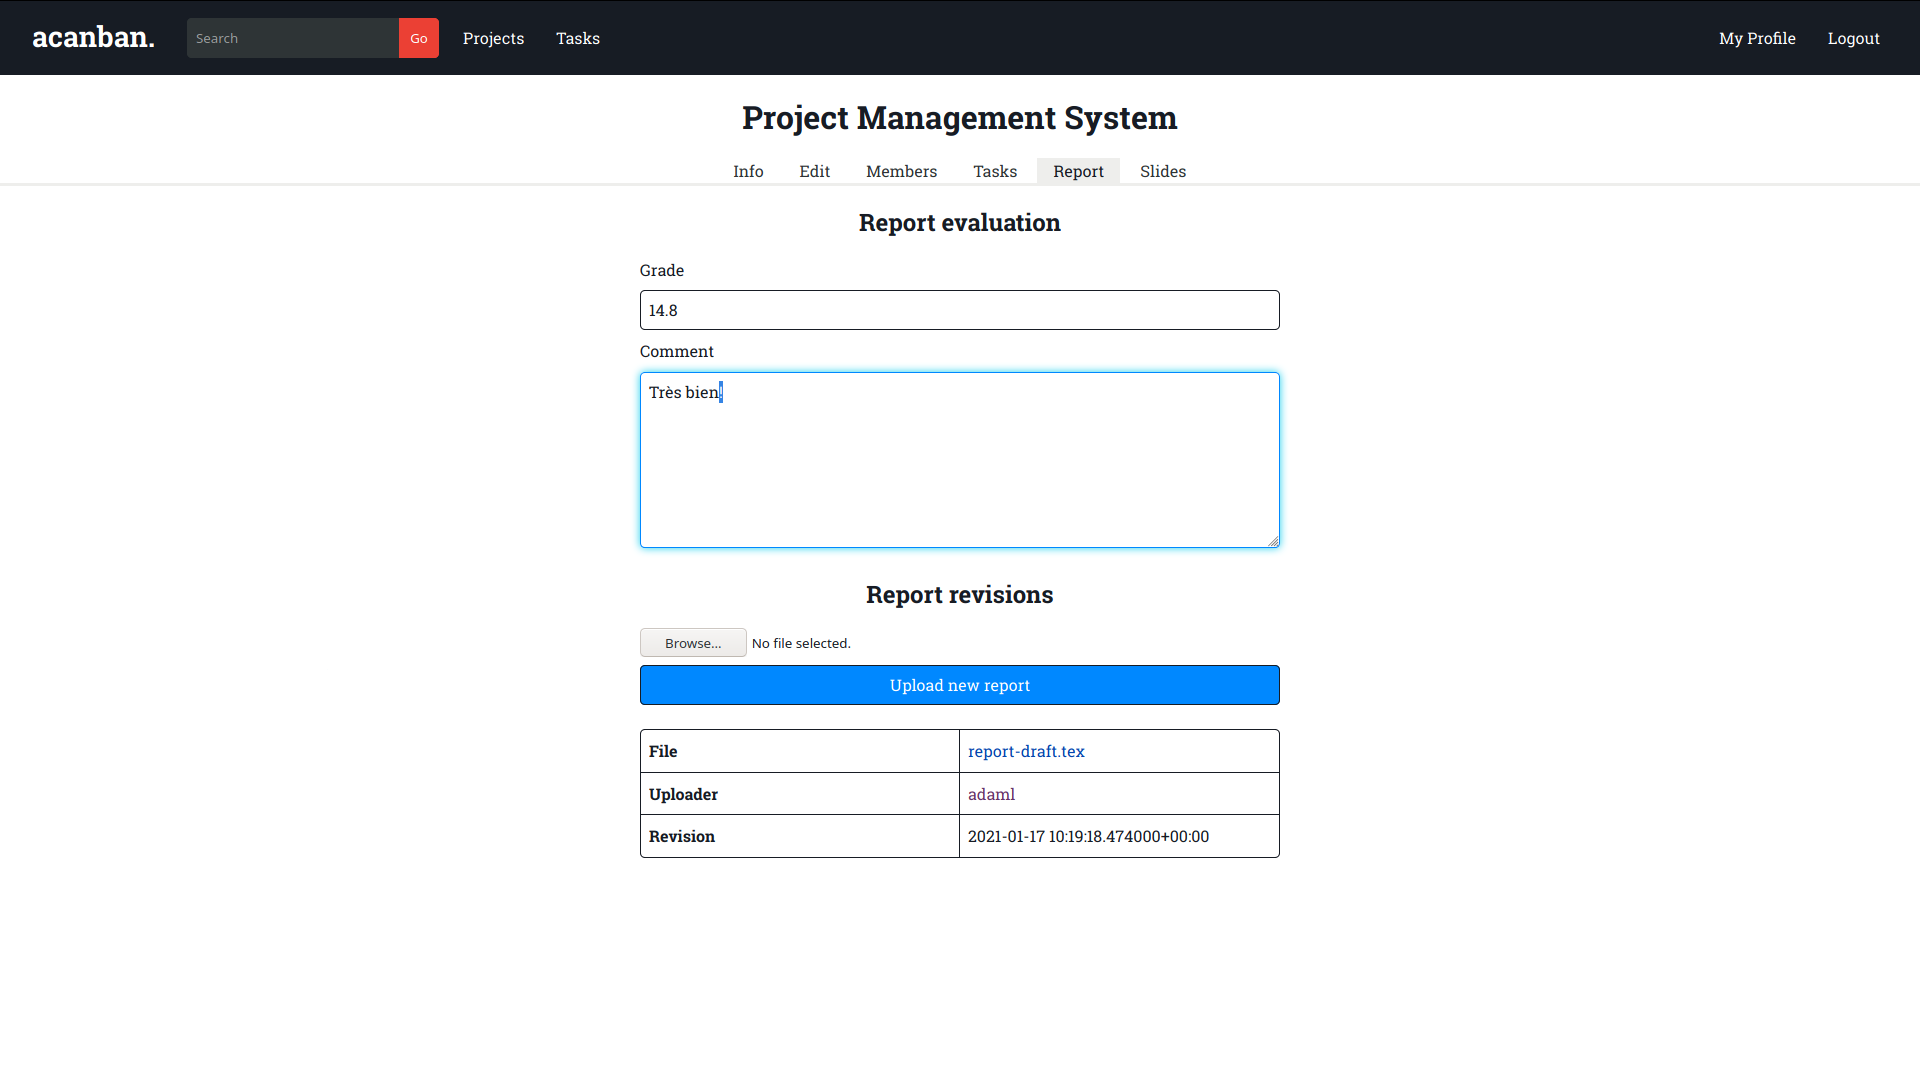 acanban.
Search
Go
Projects
Tasks
My Profile
Logout
Project Management System
Info
Edit
Members
Tasks
Report
Slides
Report evaluation
Grade
14.8
Comment
Très bien!
Report revisions
Browse...
No file selected.
Upload new report
File
report-draft.tex
Uploader
adaml
Revision
2021-01-17 10:19:18.474000+00:00